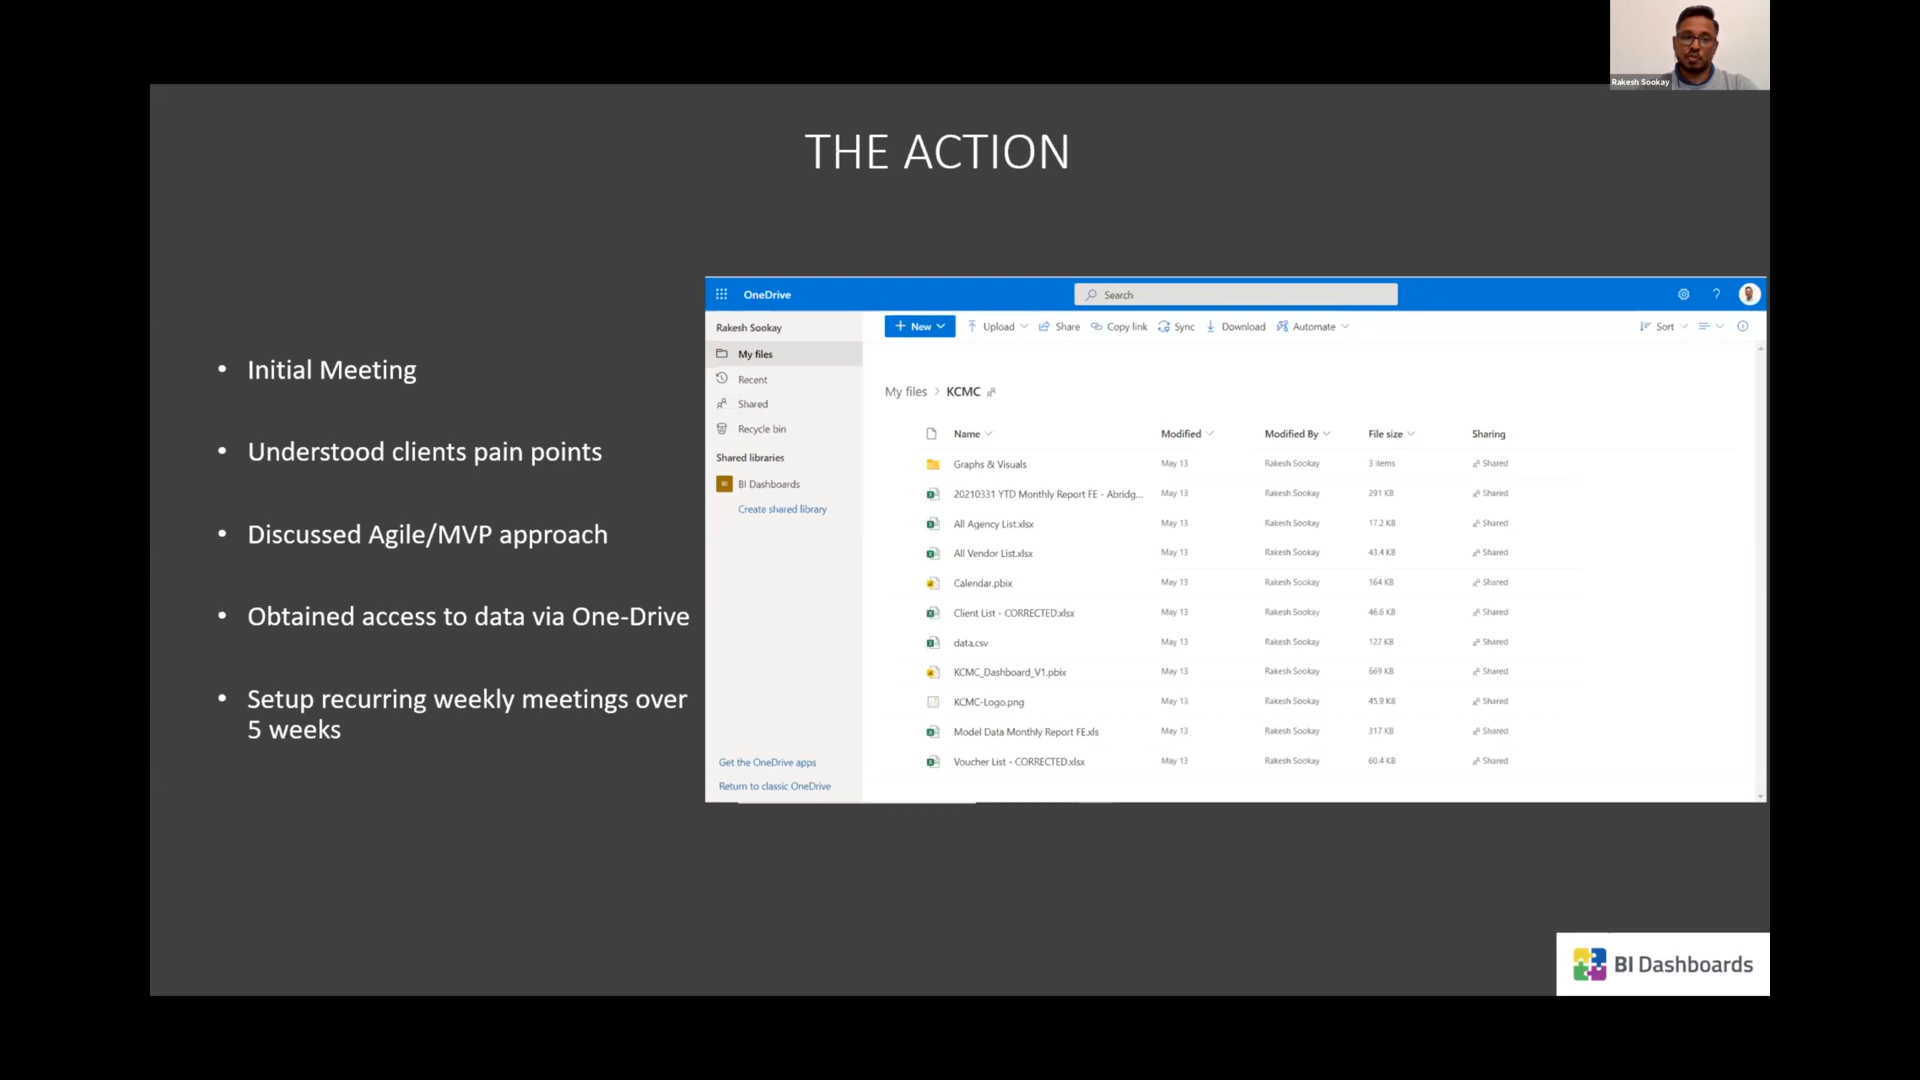 Rakesh Sookay
THE ACTION
• Initial Meeting
• Understood clients pain points
• Discussed Agile/MVP approach
• Obtained access to data via One-Drive
• Setup recurring weekly meetings over
5 weeks
OneDrive
Search
?
Rakesh Sookay
My files
Recent
Shared
Recycle bin
Shared libraries
BI Dashboards
Create shared library
Get the OneDrive apps
Return to classic OneDrive
+ New Upload Share Copy link Sync Download Automate Sort
My files > KCMC
Name Modified Modified By File size Sharing
Graphs & Visuals May 13 Rakesh Sookay 3 items Shared
20210331 YTD Monthly Report FE - Abridg... May 13 Rakesh Sookay 291 KB Shared
All Agency List.xlsx May 13 Rakesh Sookay 17.2 KB Shared
All Vendor List.xlsx May 13 Rakesh Sookay 43.4 KB Shared
Calendar.pbix May 13 Rakesh Sookay 164 KB Shared
Client List - CORRECTED.xlsx May 13 Rakesh Sookay 46.6 KB Shared
data.csv May 13 Rakesh Sookay 127 KB Shared
KCMC_Dashboard_V1.pbix May 13 Rakesh Sookay 669 KB Shared
KCMC-Logo.png May 13 Rakesh Sookay 45.9 KB Shared
Model Data Monthly Report FE.xls May 13 Rakesh Sookay 317 KB Shared
Voucher List - CORRECTED.xlsx May 13 Rakesh Sookay 60.4 KB Shared
BI Dashboards